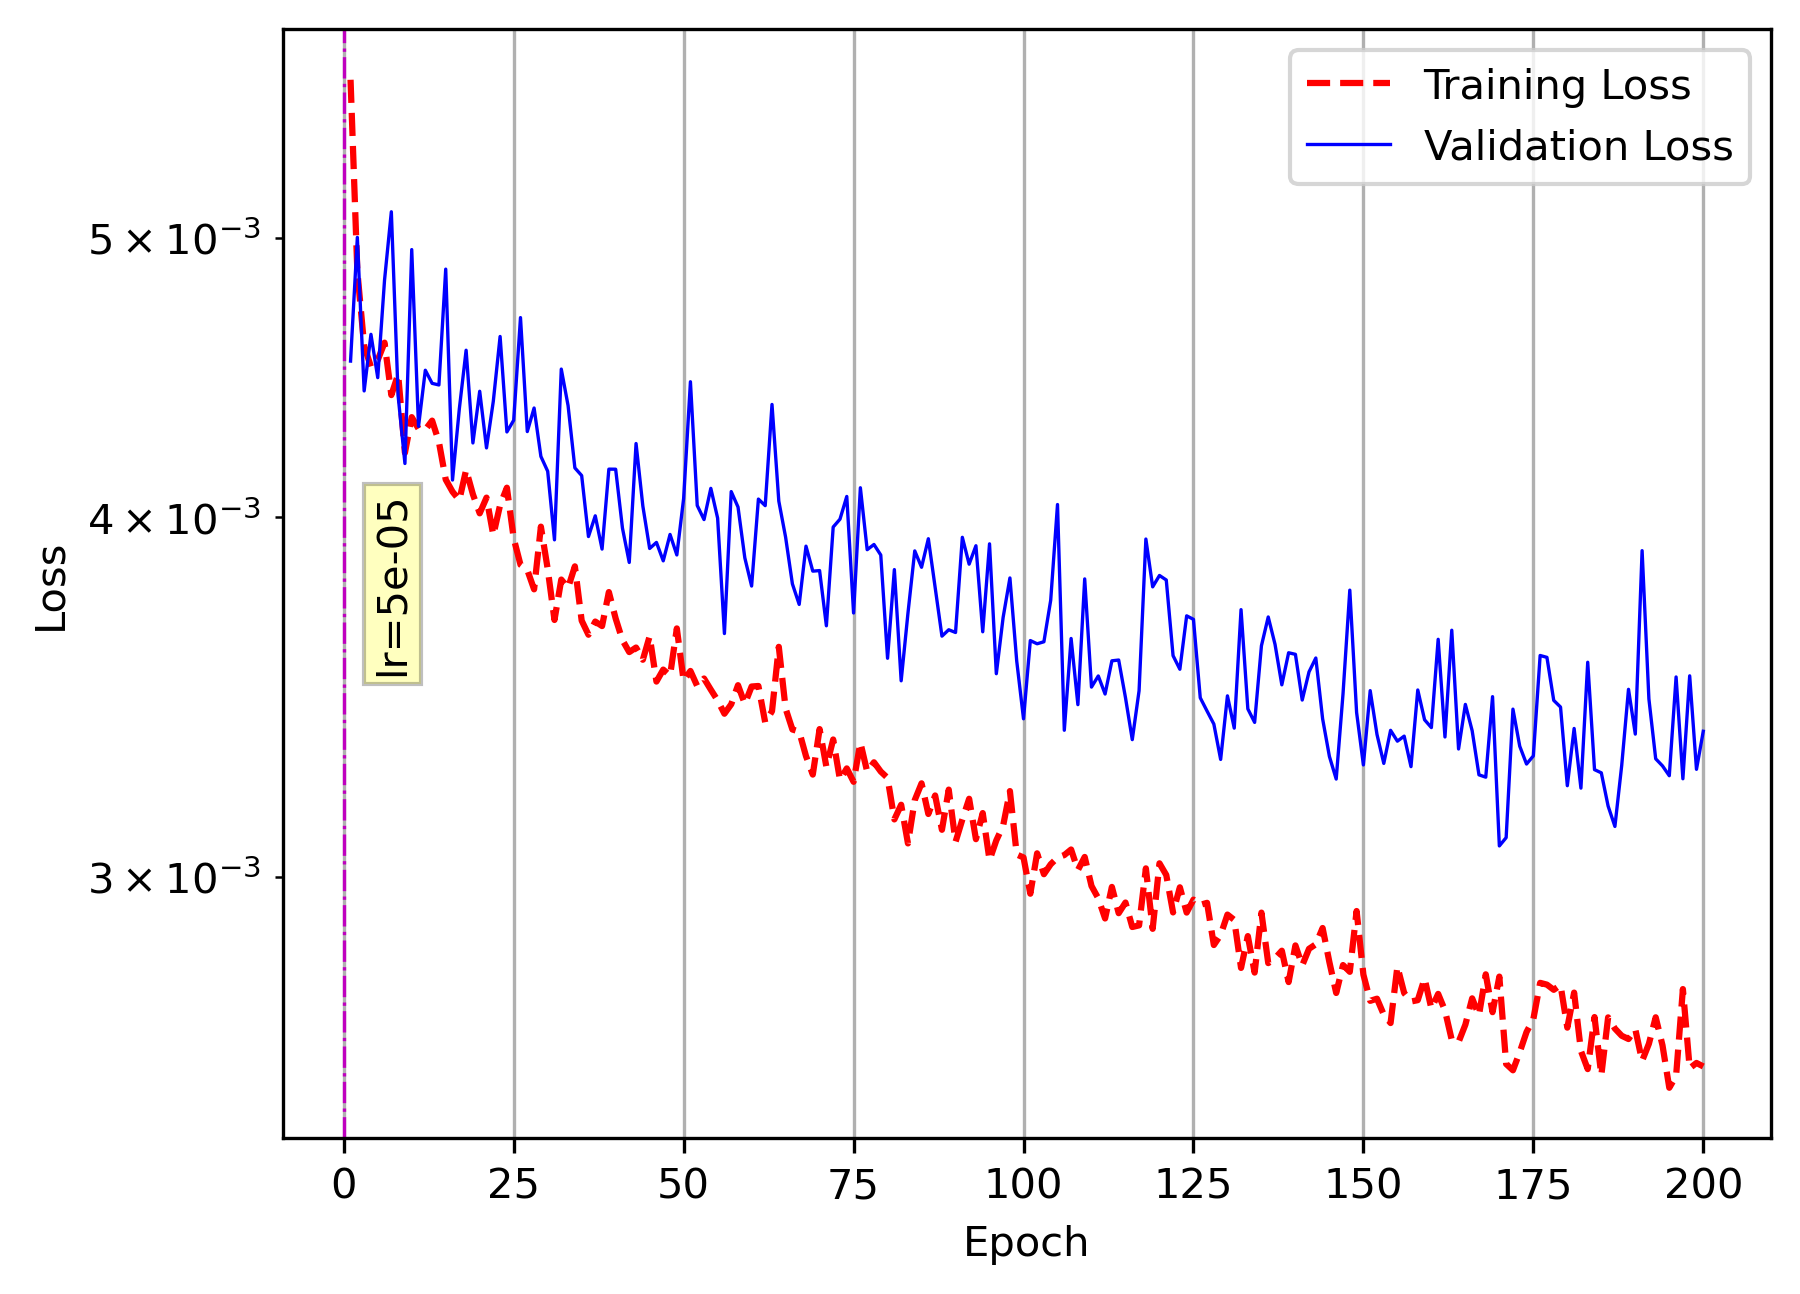 Training Loss
Validation Loss
5 × 10⁻³
4 × 10⁻³
3 × 10⁻³
Loss
lr=5e-05
0 25 50 75 100 125 150 175 200
Epoch